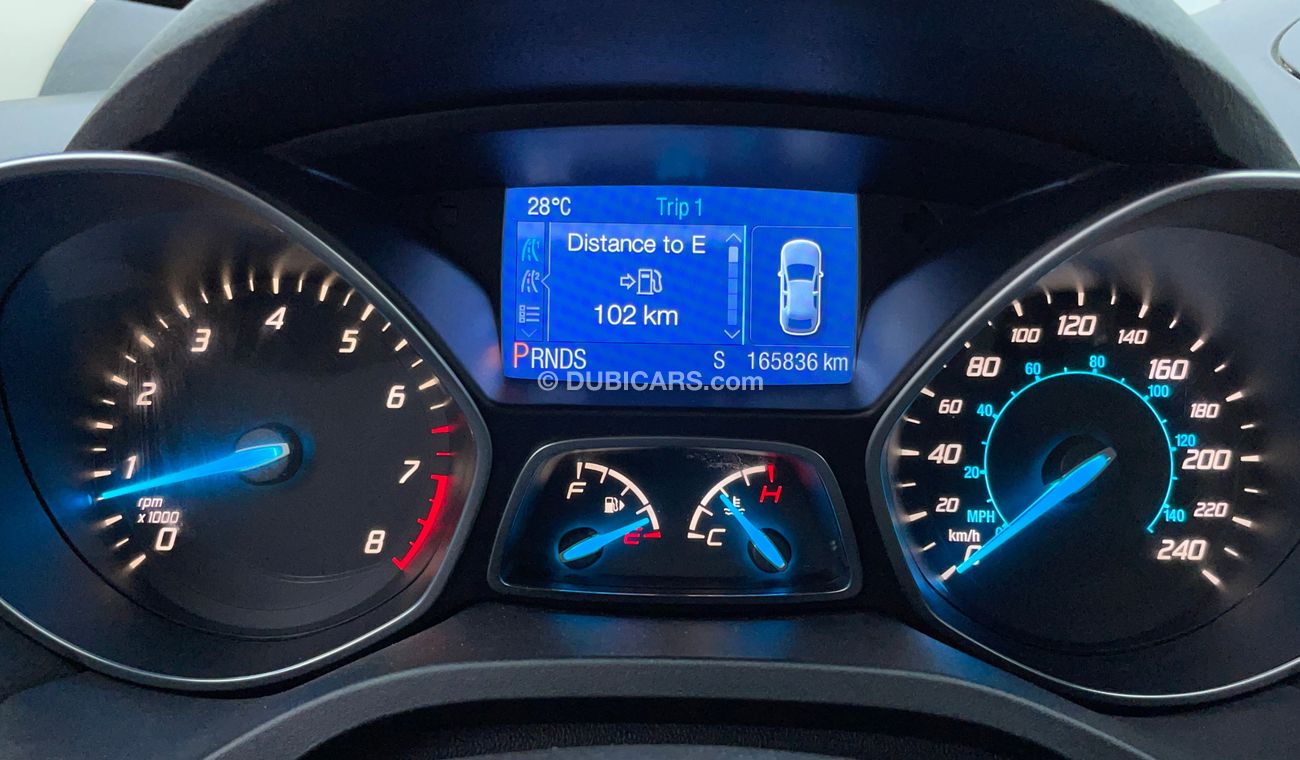 28°C Trip 1
Distance to E
102 km
PRNDS S 165836 km
© DUBICARS.com
0 1 2 3 4 5 6 7 8
rpm
x 1000
F E
C H
0 20 40 60 80 100 120 140 160 180 200 220 240
km/h
0 20 40 60 80 100 120 140
MPH